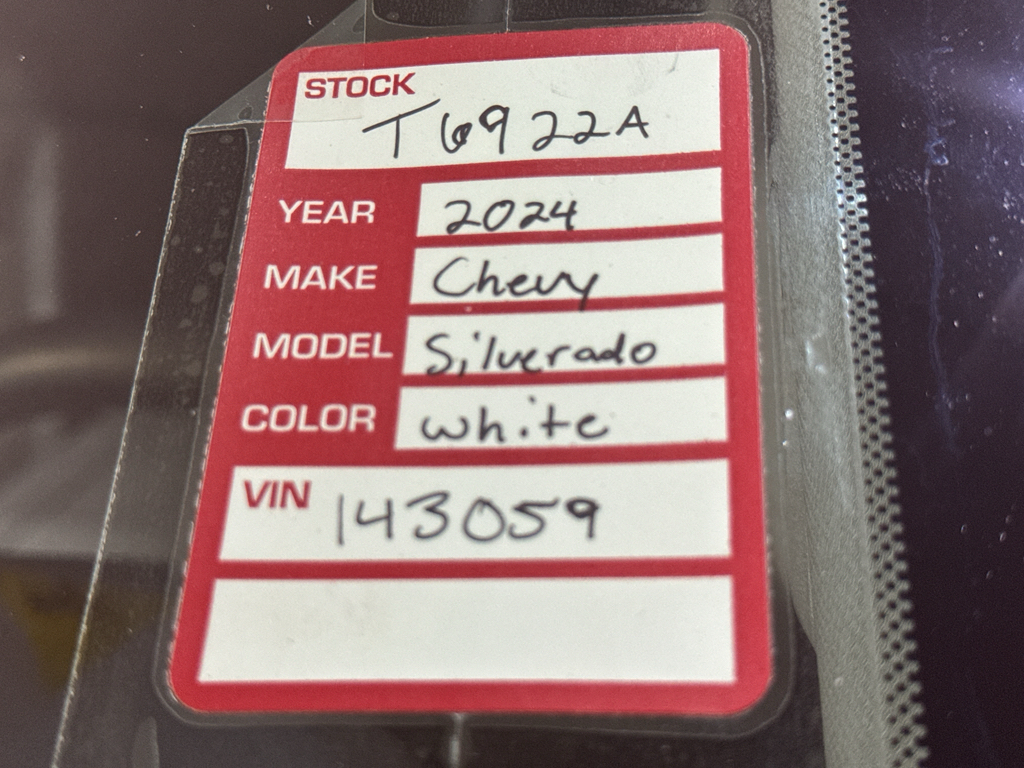 STOCK
T6922A
YEAR 2024
MAKE Chevy
MODEL Silverado
COLOR white
VIN 143059